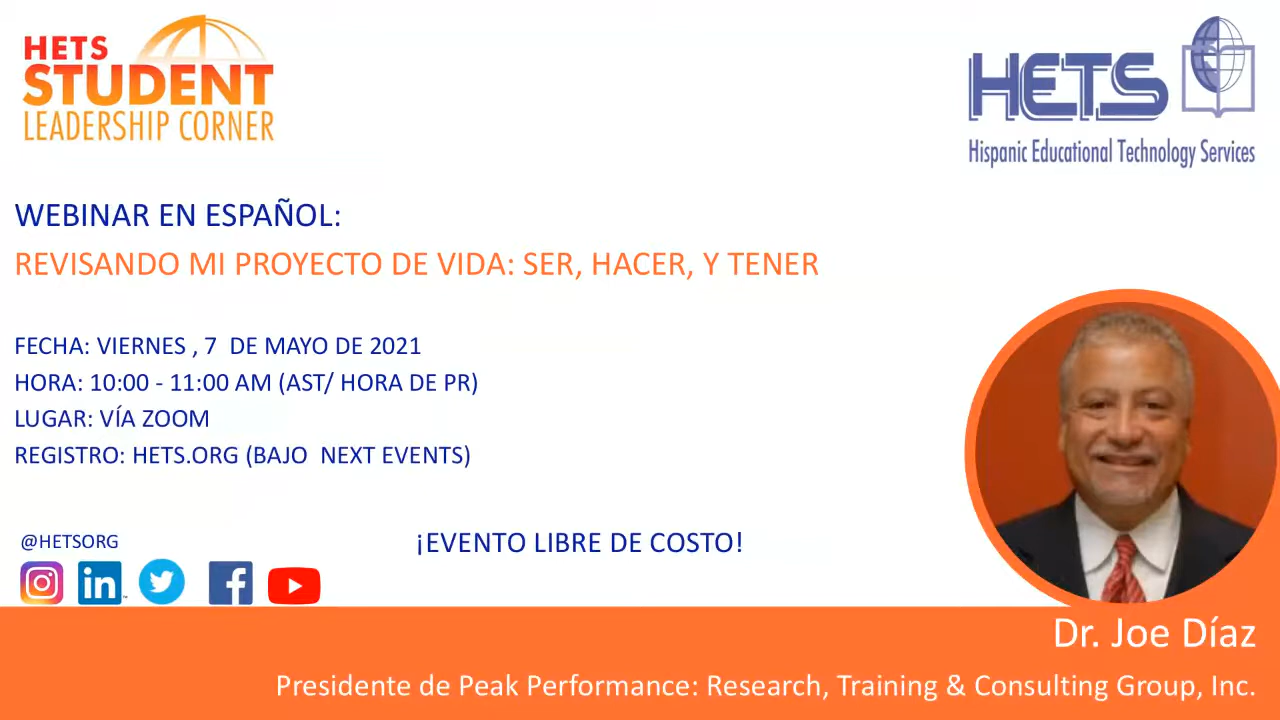 HETS
STUDENT
LEADERSHIP CORNER
HETS
Hispanic Educational Technology Services
WEBINAR EN ESPAÑOL:
REVISANDO MI PROYECTO DE VIDA: SER, HACER, Y TENER
FECHA: VIERNES , 7 DE MAYO DE 2021
HORA: 10:00 - 11:00 AM (AST/ HORA DE PR)
LUGAR: VÍA ZOOM
REGISTRO: HETS.ORG (BAJO NEXT EVENTS)
@HETSORG
¡EVENTO LIBRE DE COSTO!
in
f
Dr. Joe Díaz
Presidente de Peak Performance: Research, Training & Consulting Group, Inc.